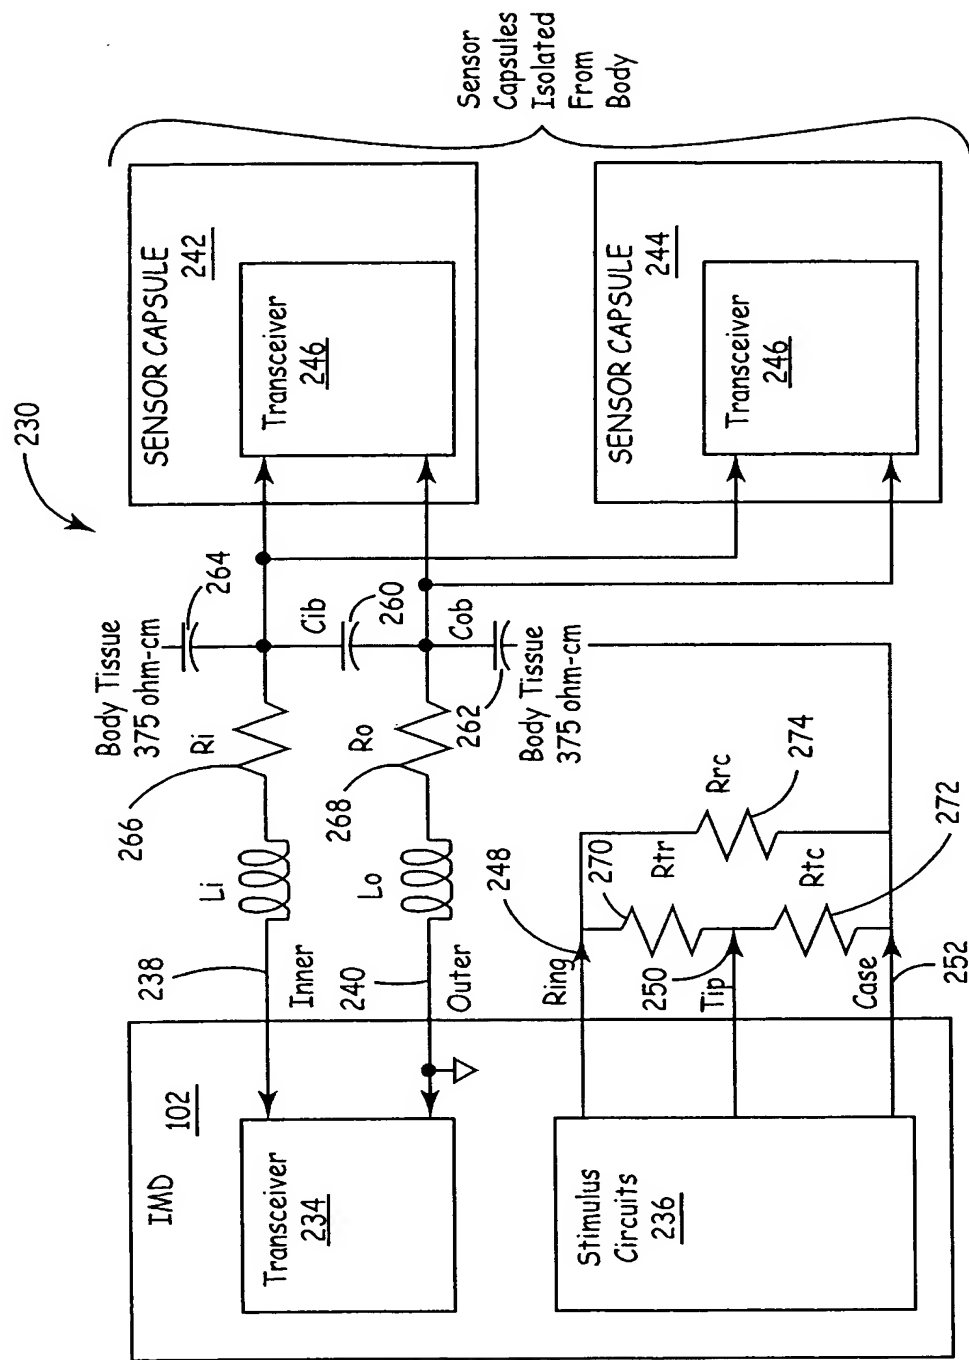 230
IMD
102
Transceiver
234
Stimulus
Circuits
236
238
Inner
240
Outer
Li
Lo
266
Ri
268
Ro
Body Tissue
375 ohm-cm
264
Cib
260
Cob
262
Body Tissue
375 ohm-cm
SENSOR CAPSULE
242
Transceiver
246
SENSOR CAPSULE
244
Transceiver
246
Sensor
Capsules
Isolated
From
Body
Ring
248
250
Tip
Case
252
270
Rtr
Rtc
272
Rrc
274